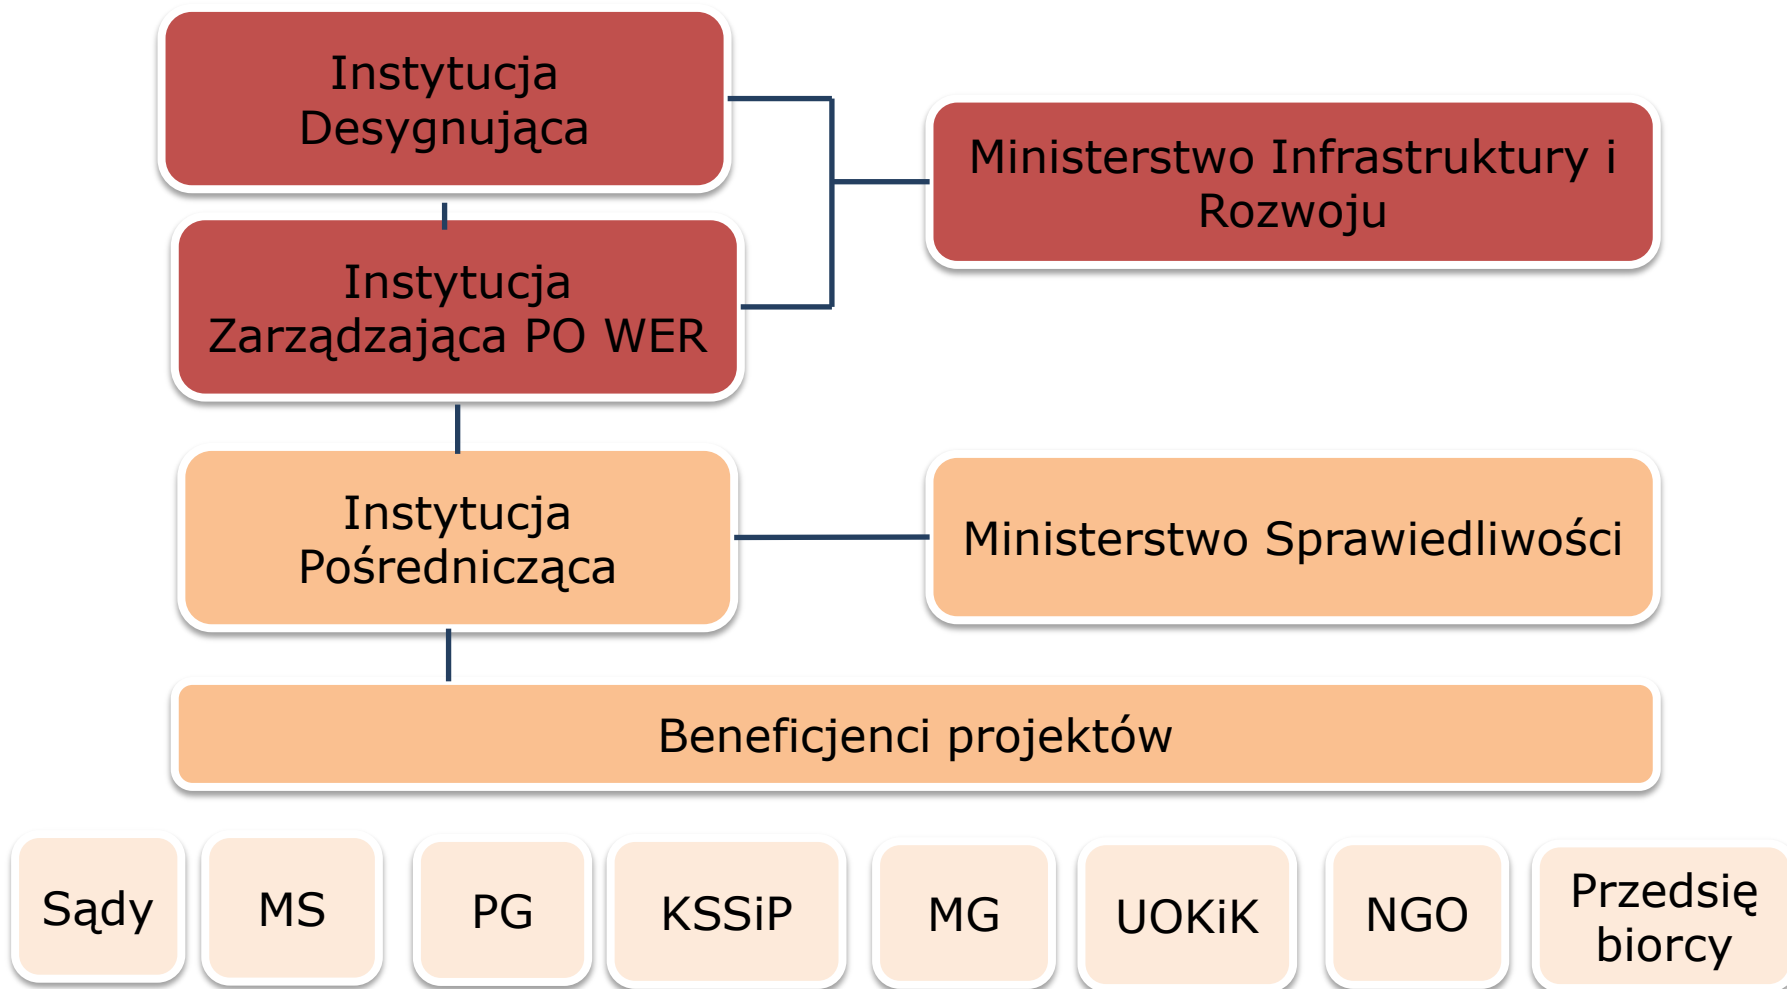 Instytucja
Desygnująca
Ministerstwo Infrastruktury i
Rozwoju
Instytucja
Zarządzająca PO WER
Instytucja
Pośrednicząca
Ministerstwo Sprawiedliwości
Beneficjenci projektów
Sądy
MS
PG
KSSiP
MG
UOKiK
NGO
Przedsię
biorcy